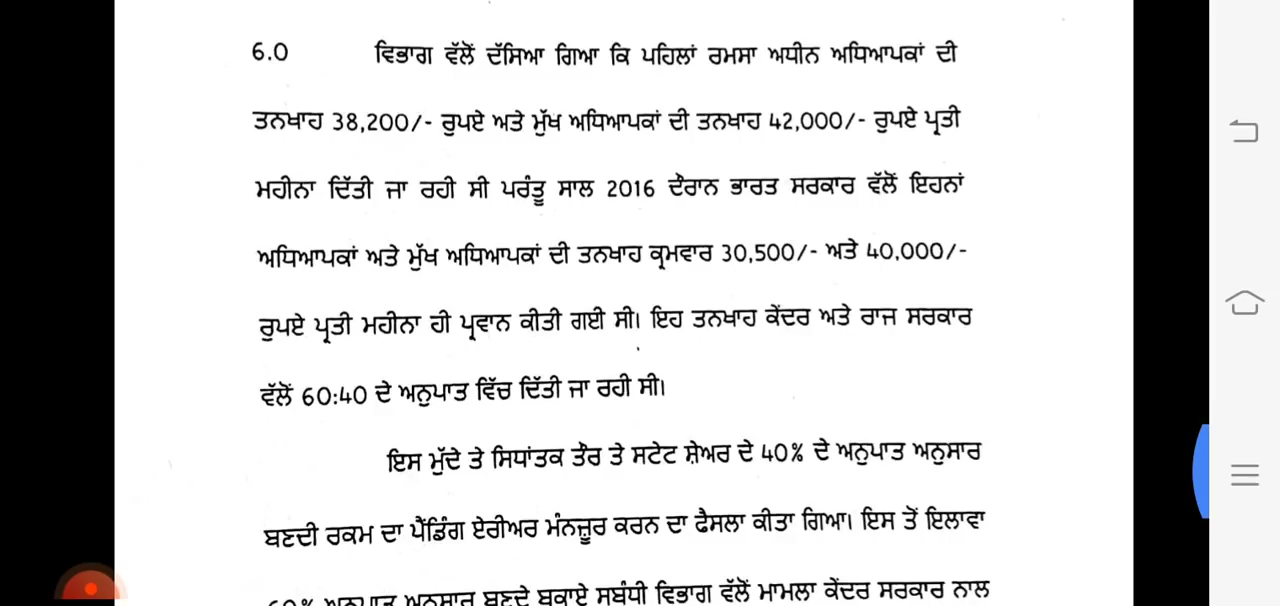 6.0 ਵਿਭਾਗ ਵੱਲੋਂ ਦੱਸਿਆ ਗਿਆ ਕਿ ਪਹਿਲਾਂ ਰਮਸਾ ਅਧੀਨ ਅਧਿਆਪਕਾਂ ਦੀ
ਤਨਖਾਹ 38,200/- ਰੁਪਏ ਅਤੇ ਮੁੱਖ ਅਧਿਆਪਕਾਂ ਦੀ ਤਨਖਾਹ 42,000/- ਰੁਪਏ ਪ੍ਰਤੀ
ਮਹੀਨਾ ਦਿੱਤੀ ਜਾ ਰਹੀ ਸੀ ਪਰੰਤੂ ਸਾਲ 2016 ਦੌਰਾਨ ਭਾਰਤ ਸਰਕਾਰ ਵੱਲੋਂ ਇਹਨਾਂ
ਅਧਿਆਪਕਾਂ ਅਤੇ ਮੁੱਖ ਅਧਿਆਪਕਾਂ ਦੀ ਤਨਖਾਹ ਕ੍ਰਮਵਾਰ 30,500/- ਅਤੇ 40,000/-
ਰੁਪਏ ਪ੍ਰਤੀ ਮਹੀਨਾ ਹੀ ਪ੍ਰਵਾਨ ਕੀਤੀ ਗਈ ਸੀ। ਇਹ ਤਨਖਾਹ ਕੇਂਦਰ ਅਤੇ ਰਾਜ ਸਰਕਾਰ
ਵੱਲੋਂ 60:40 ਦੇ ਅਨੁਪਾਤ ਵਿੱਚ ਦਿੱਤੀ ਜਾ ਰਹੀ ਸੀ।
ਇਸ ਮੁੱਦੇ ਤੇ ਸਿਧਾਂਤਕ ਤੌਰ ਤੇ ਸਟੇਟ ਸ਼ੇਅਰ ਦੇ 40% ਦੇ ਅਨੁਪਾਤ ਅਨੁਸਾਰ
ਬਣਦੀ ਰਕਮ ਦਾ ਪੈਂਡਿੰਗ ਏਰੀਅਰ ਮੰਨਜ਼ੂਰ ਕਰਨ ਦਾ ਫੈਸਲਾ ਕੀਤਾ ਗਿਆ। ਇਸ ਤੋਂ ਇਲਾਵਾ
60% ਅਨੁਪਾਤ ਅਨੁਸਾਰ ਬਣਦੇ ਬਕਾਏ ਸਬੰਧੀ ਵਿਭਾਗ ਵੱਲੋਂ ਮਾਮਲਾ ਕੇਂਦਰ ਸਰਕਾਰ ਨਾਲ